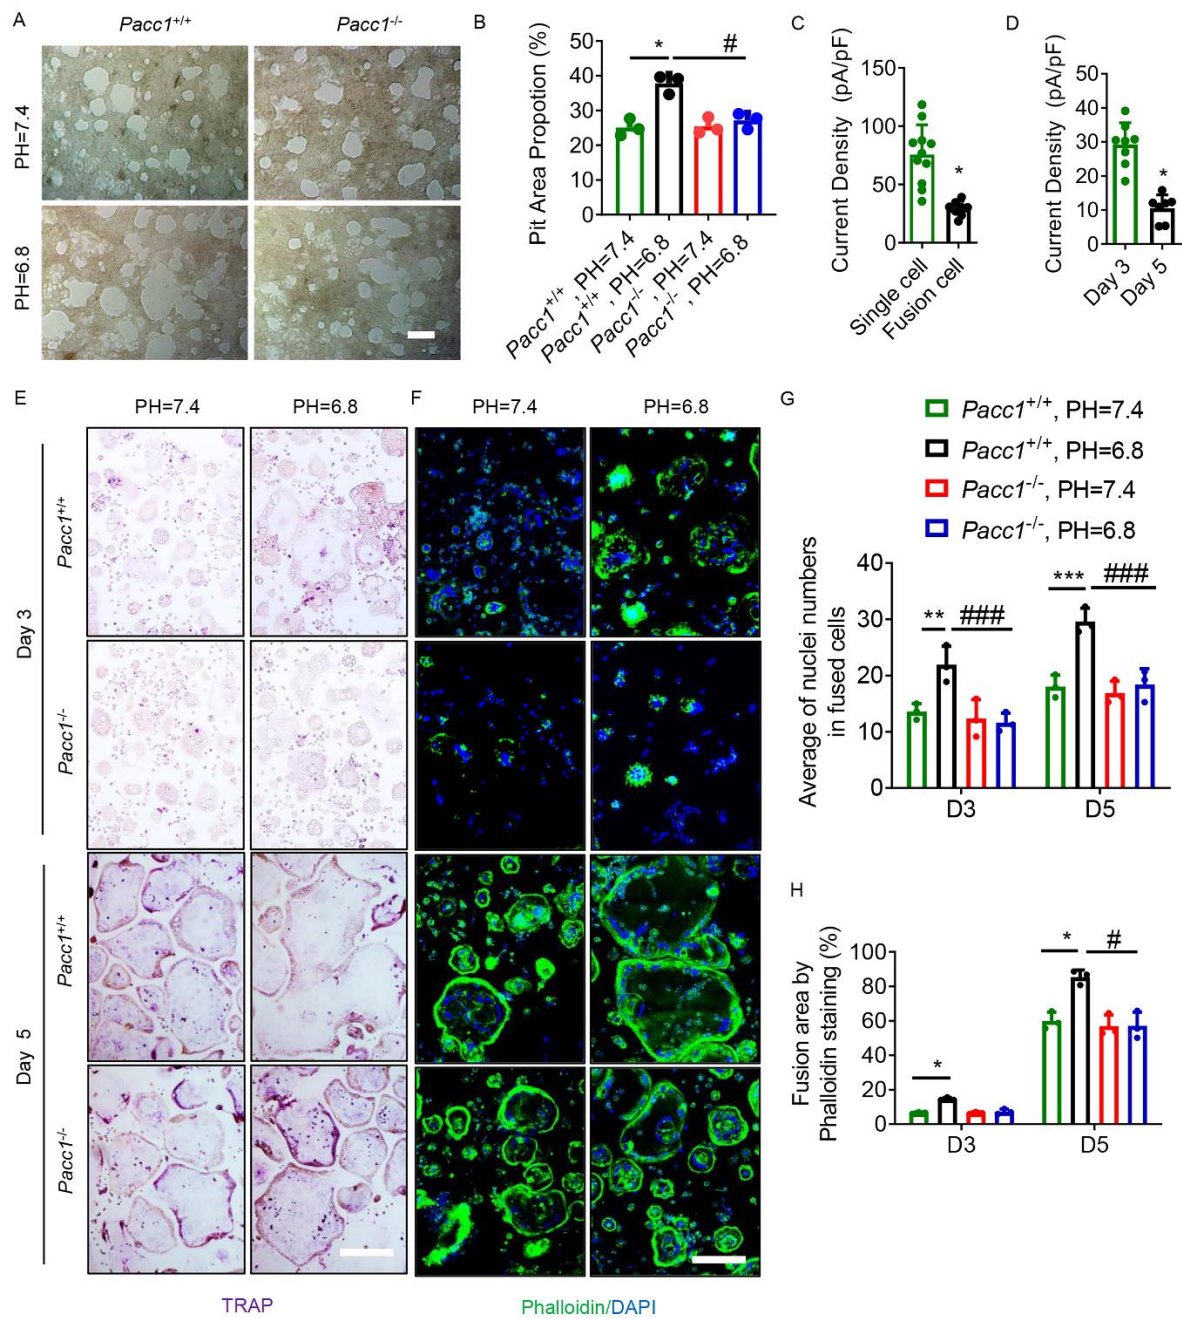 A
Pacc1+/+
Pacc1-/-
PH=7.4
PH=6.8
B
Pit Area Propotion (%)
50
40
30
20
10
0
*
#
Pacc1+/+, PH=7.4
Pacc1+/+, PH=6.8
Pacc1-/-, PH=7.4
Pacc1-/-, PH=6.8
C
Current Density (pA/pF)
150
100
50
0
*
Single cell
Fusion cell
D
Current Density (pA/pF)
50
40
30
20
10
0
*
Day 3
Day 5
E
PH=7.4
PH=6.8
Day 3
Pacc1+/+
Pacc1-/-
Day 5
Pacc1+/+
Pacc1-/-
TRAP
F
PH=7.4
PH=6.8
Phalloidin/DAPI
G
Pacc1+/+, PH=7.4
Pacc1+/+, PH=6.8
Pacc1-/-, PH=7.4
Pacc1-/-, PH=6.8
Average of nuclei numbers
in fused cells
40
30
20
10
0
**
###
***
###
D3
D5
H
Fusion area by
Phalloidin staining (%)
100
80
60
40
20
0
*
*
#
D3
D5